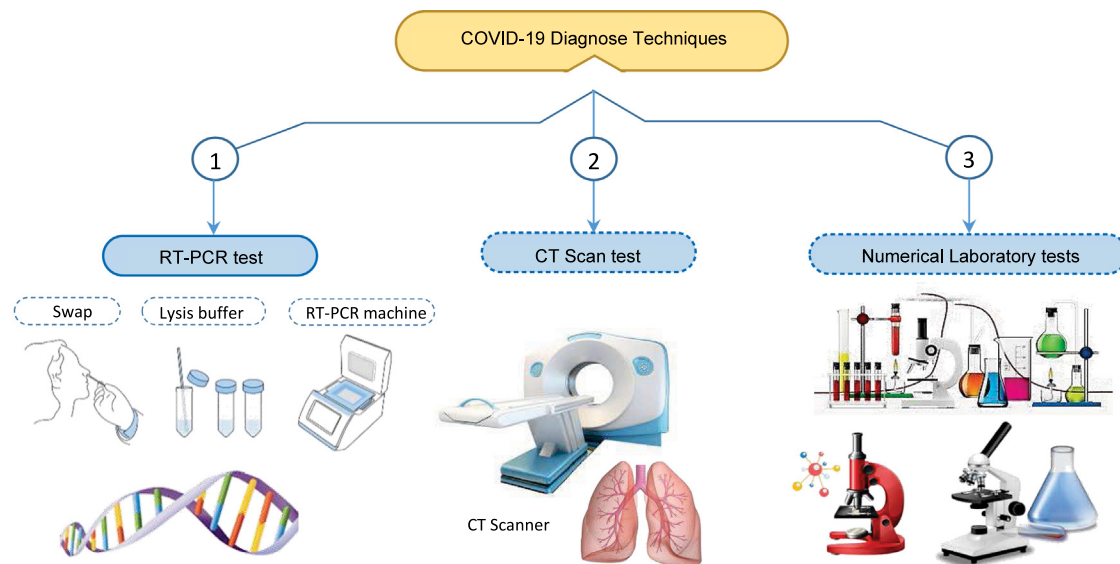 COVID-19 Diagnose Techniques
1
2
3
RT-PCR test
CT Scan test
Numerical Laboratory tests
Swap
Lysis buffer
RT-PCR machine
CT Scanner